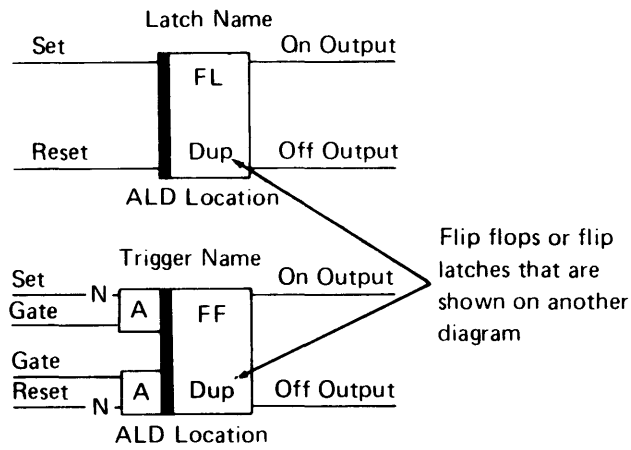 Latch Name
Set
On Output
FL
Reset
Dup
Off Output
ALD Location
Flip flops or flip
latches that are
shown on another
diagram
Trigger Name
Set
N
On Output
Gate
A
FF
Gate
Reset
N
A
Dup
Off Output
ALD Location